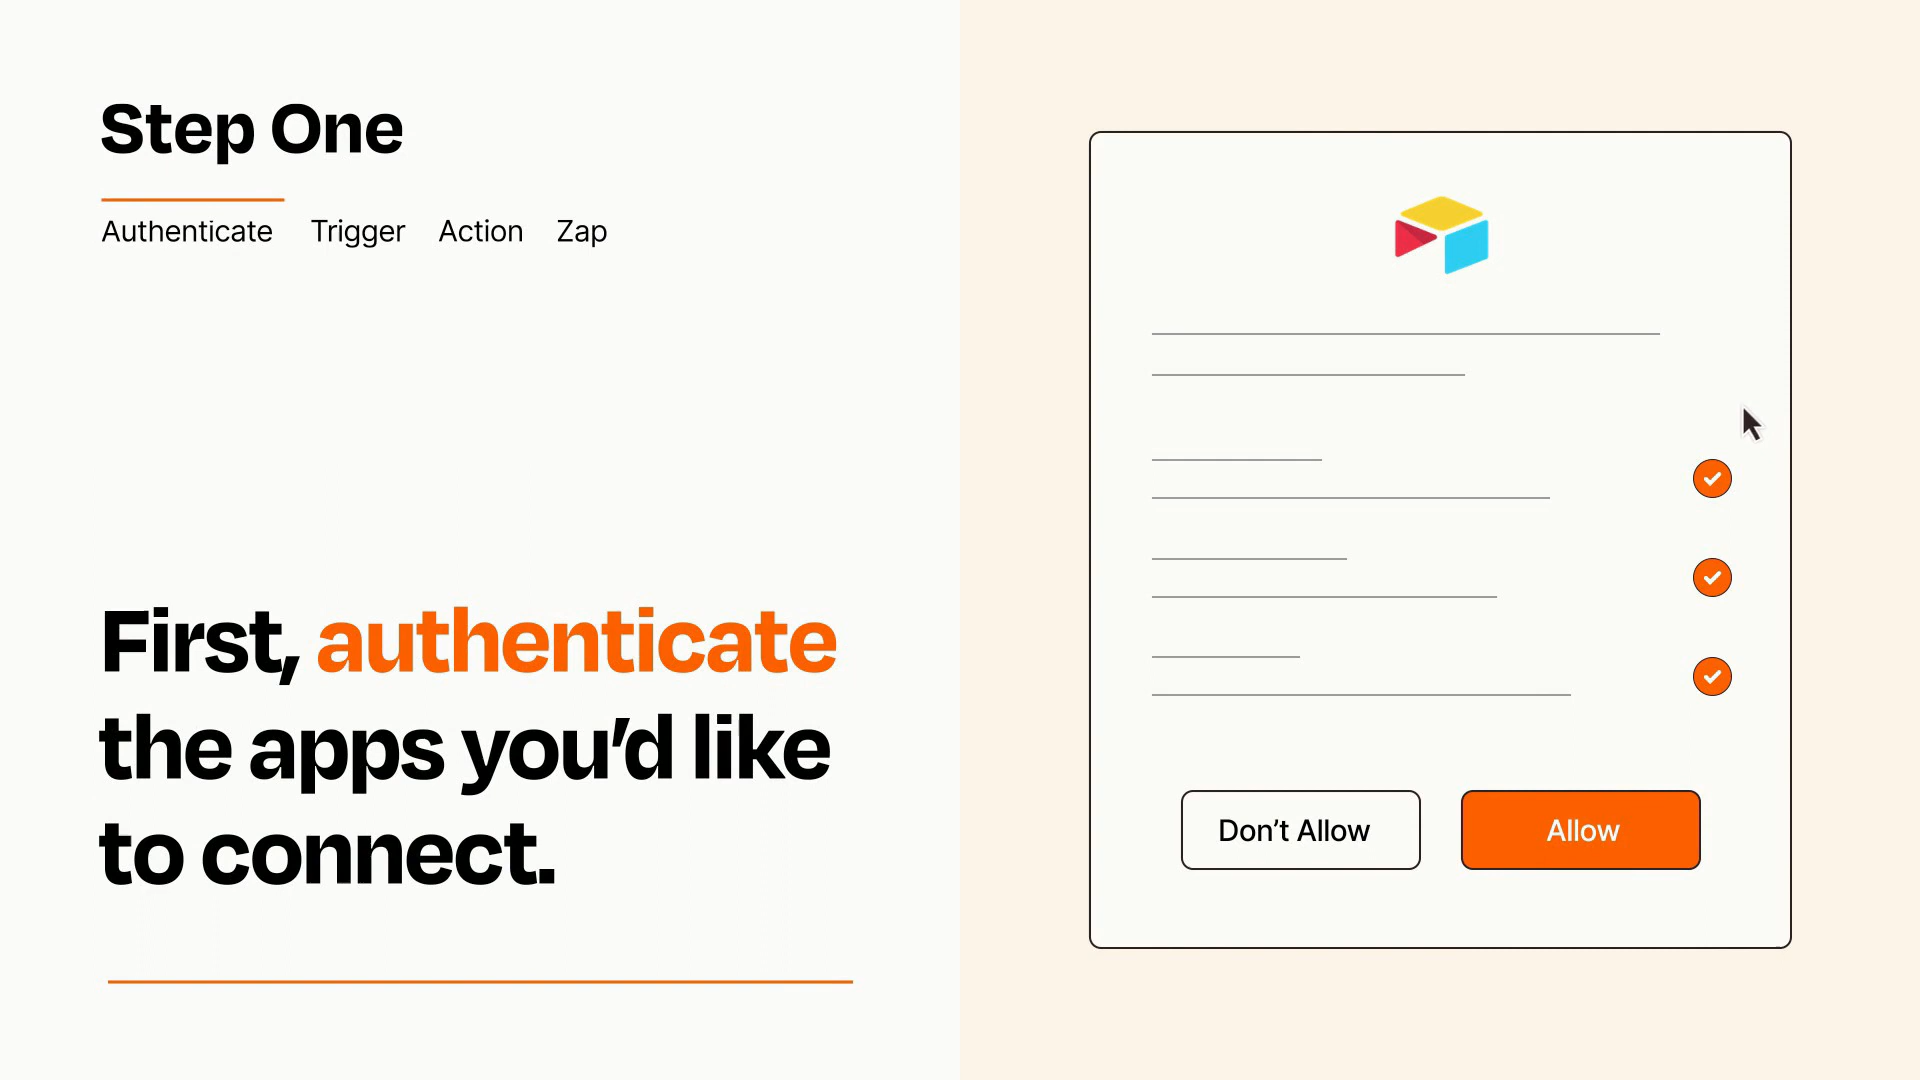 Step One
Authenticate Trigger Action Zap
First, authenticate
the apps you’d like
to connect.
Don’t Allow
Allow